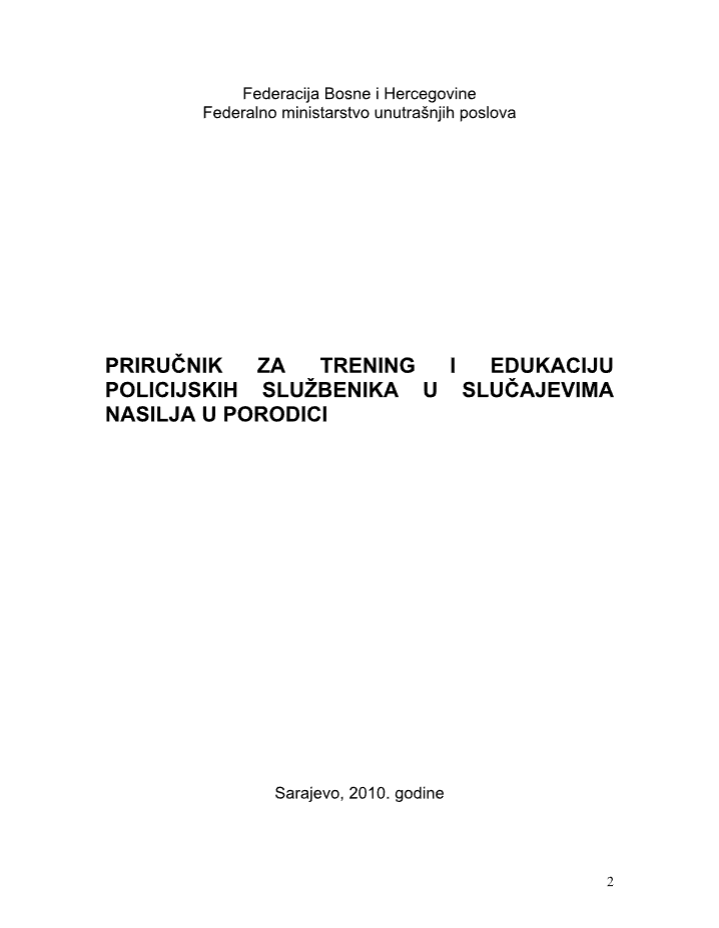 Federacija Bosne i Hercegovine
Federalno ministarstvo unutrašnjih poslova
PRIRUČNIK ZA TRENING I EDUKACIJU
POLICIJSKIH SLUŽBENIKA U SLUČAJEVIMA
NASILJA U PORODICI
Sarajevo, 2010. godine
2